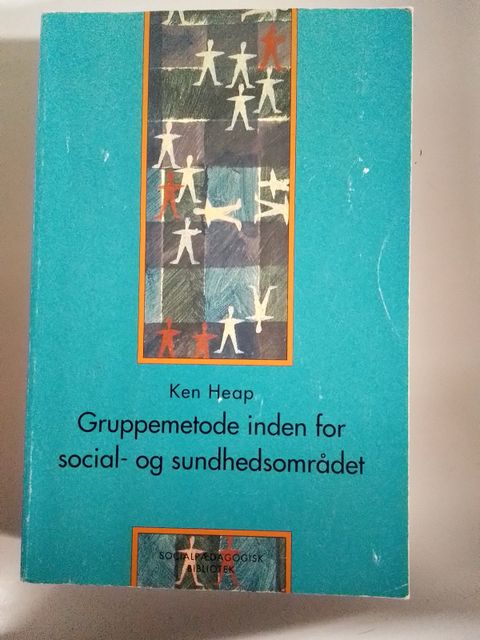 Ken Heap
Gruppemetode inden for
social- og sundhedsområdet
SOCIALPÆDAGOGISK
BIBLIOTEK